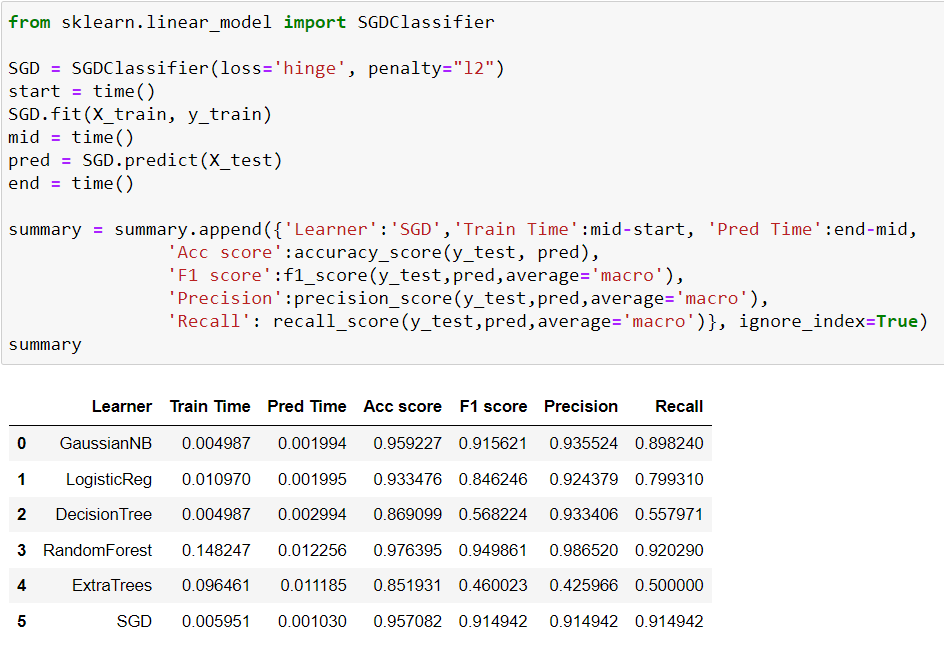 from sklearn.linear_model import SGDClassifier
SGD = SGDClassifier(loss='hinge', penalty="l2")
start = time()
SGD.fit(X_train, y_train)
mid = time()
pred = SGD.predict(X_test)
end = time()
summary = summary.append({'Learner':'SGD','Train Time':mid-start, 'Pred Time':end-mid,
'Acc score':accuracy_score(y_test, pred),
'F1 score':f1_score(y_test,pred,average='macro'),
'Precision':precision_score(y_test,pred,average='macro'),
'Recall': recall_score(y_test,pred,average='macro')}, ignore_index=True)
summary
Learner Train Time Pred Time Acc score F1 score Precision Recall
0 GaussianNB 0.004987 0.001994 0.959227 0.915621 0.935524 0.898240
1 LogisticReg 0.010970 0.001995 0.933476 0.846246 0.924379 0.799310
2 DecisionTree 0.004987 0.002994 0.869099 0.568224 0.933406 0.557971
3 RandomForest 0.148247 0.012256 0.976395 0.949861 0.986520 0.920290
4 ExtraTrees 0.096461 0.011185 0.851931 0.460023 0.425966 0.500000
5 SGD 0.005951 0.001030 0.957082 0.914942 0.914942 0.914942